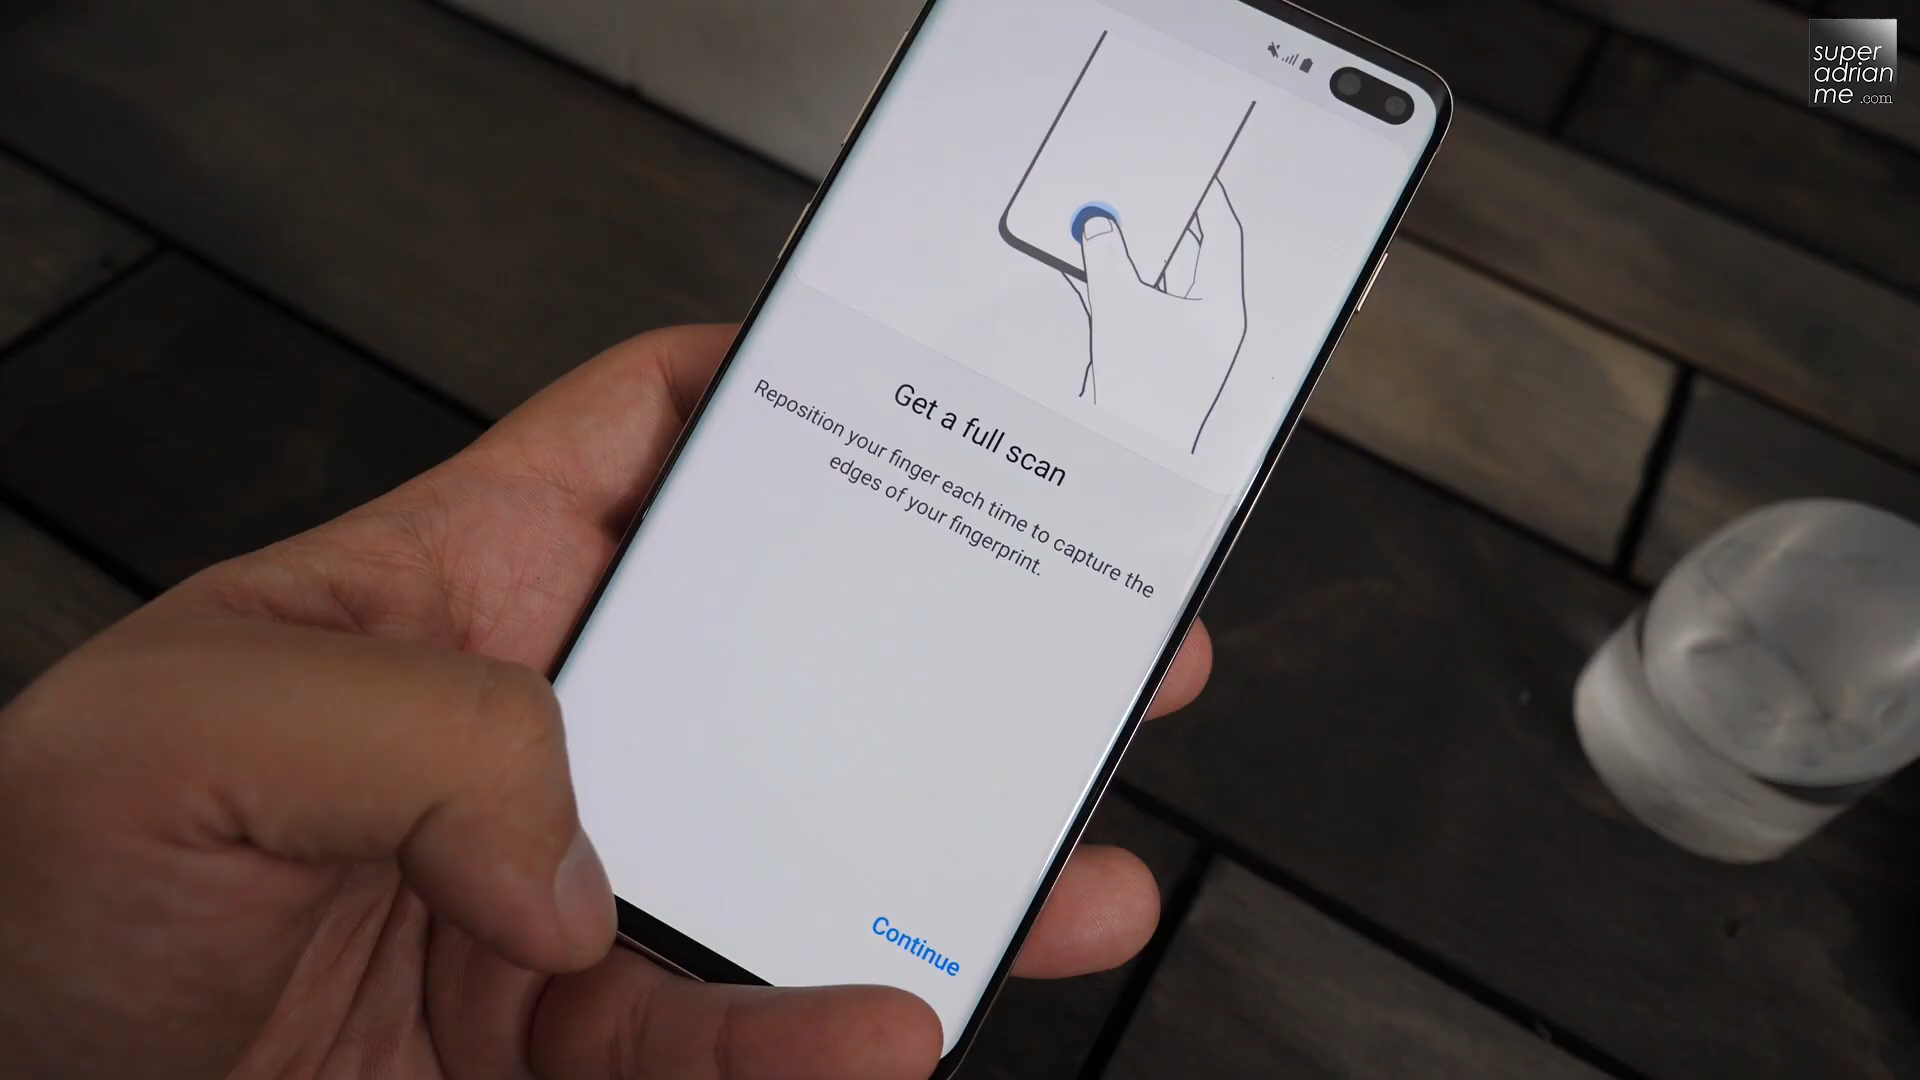 super
adrian
me .com
Get a full scan
Reposition your finger each time to capture the
edges of your fingerprint.
Continue